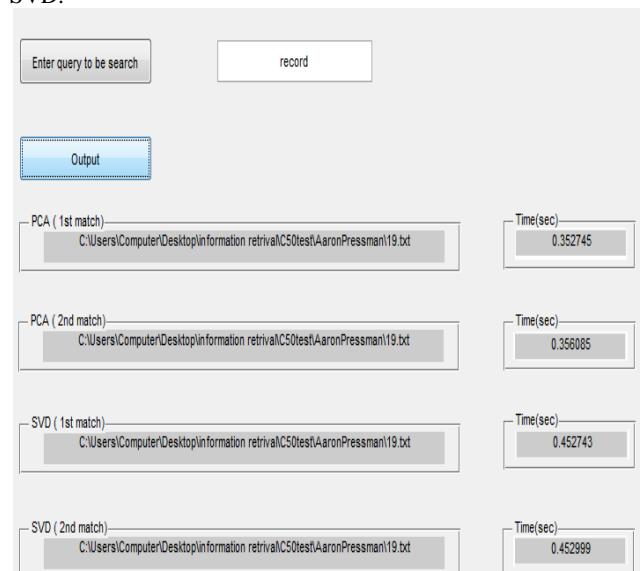 SVD.
Enter query to be search
record
Output
PCA ( 1st match)
Time(sec)
C:\Users\Computer\Desktop\information retrival\C50test\AaronPressman\19.txt
0.352745
PCA ( 2nd match)
Time(sec)
C:\Users\Computer\Desktop\information retrival\C50test\AaronPressman\19.txt
0.356085
SVD ( 1st match)
Time(sec)
C:\Users\Computer\Desktop\information retrival\C50test\AaronPressman\19.txt
0.452743
SVD ( 2nd match)
Time(sec)
C:\Users\Computer\Desktop\information retrival\C50test\AaronPressman\19.txt
0.452999